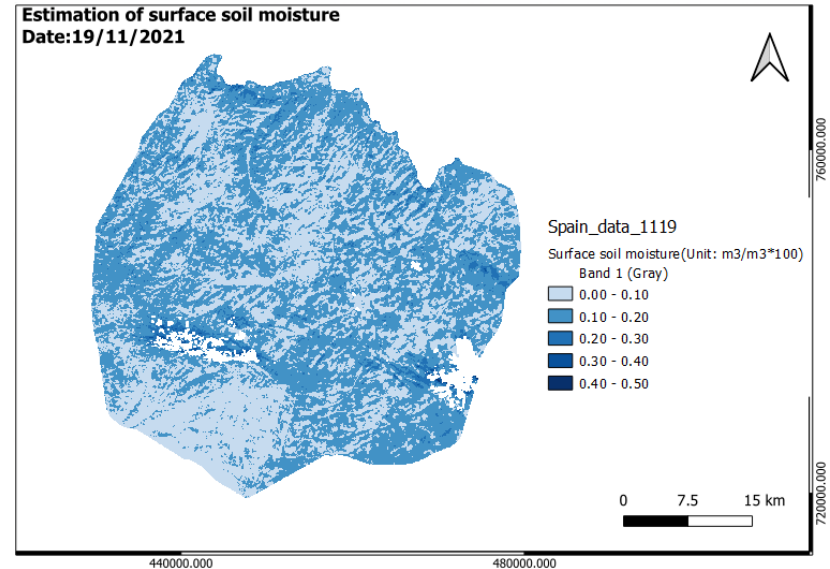 Estimation of surface soil moisture
Date:19/11/2021
760000.000
Spain_data_1119
Surface soil moisture(Unit: m3/m3*100)
Band 1 (Gray)
0.00 - 0.10
0.10 - 0.20
0.20 - 0.30
0.30 - 0.40
0.40 - 0.50
0 7.5 15 km
720000.000
440000.000 480000.000